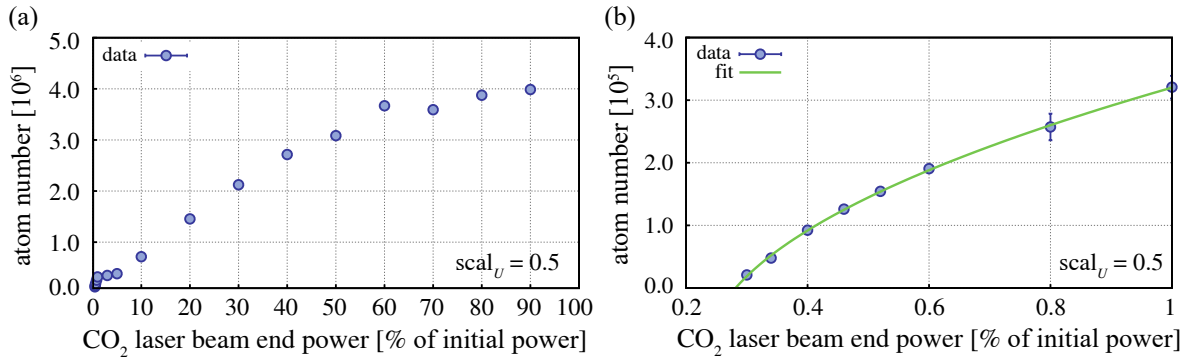 (a)
5.0
4.0
3.0
2.0
1.0
0.0
atom number [10⁶]
data
scal_U = 0.5
0 10 20 30 40 50 60 70 80 90 100
CO₂ laser beam end power [% of initial power]
(b)
4.0
3.0
2.0
1.0
0.0
atom number [10⁵]
data
fit
scal_U = 0.5
0.2 0.4 0.6 0.8 1
CO₂ laser beam end power [% of initial power]